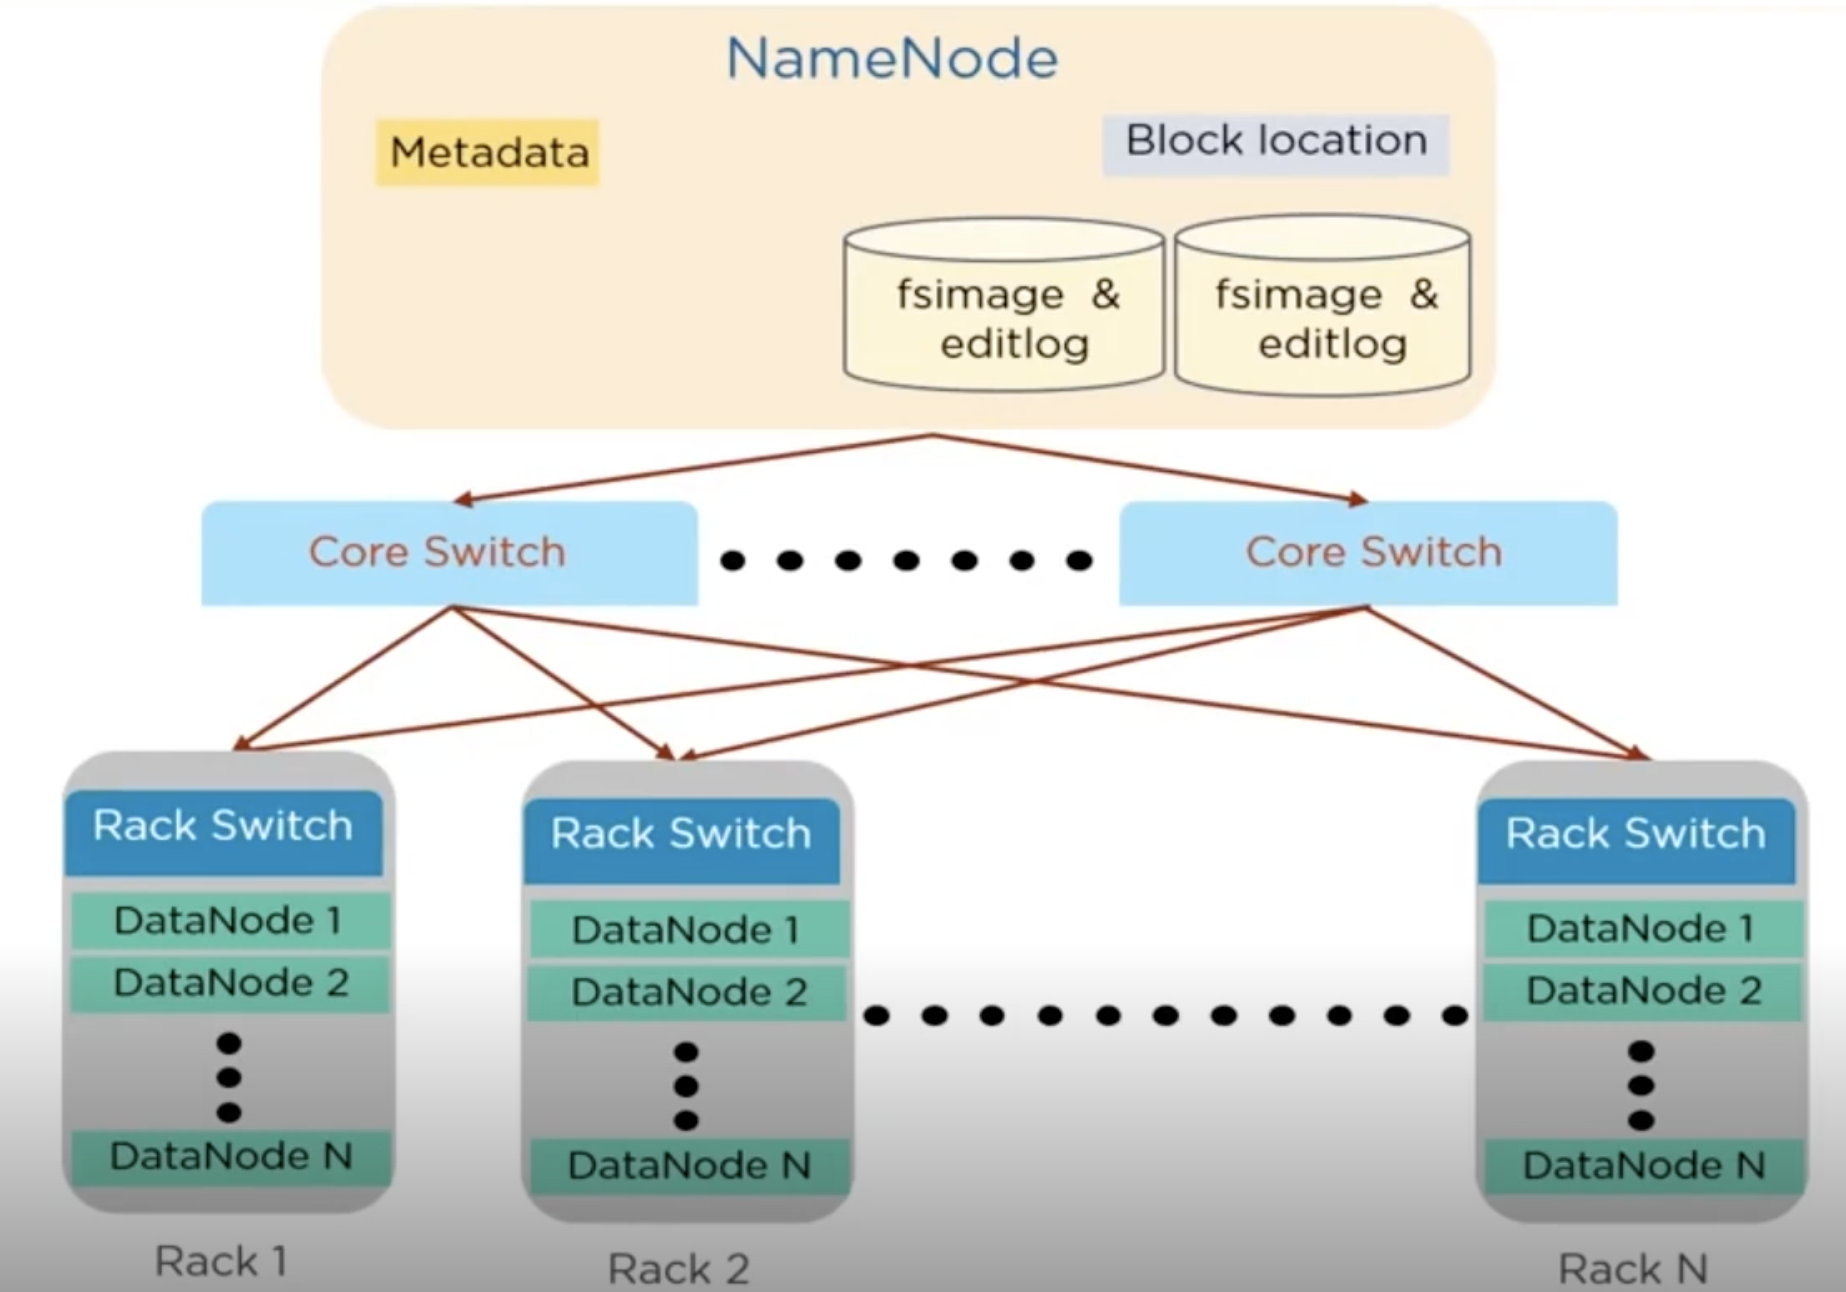 NameNode
Metadata
Block location
fsimage & 
editlog
fsimage & 
editlog
Core Switch
Core Switch
Rack Switch
DataNode 1
DataNode 2
DataNode N
Rack 1
Rack Switch
DataNode 1
DataNode 2
DataNode N
Rack 2
Rack Switch
DataNode 1
DataNode 2
DataNode N
Rack N